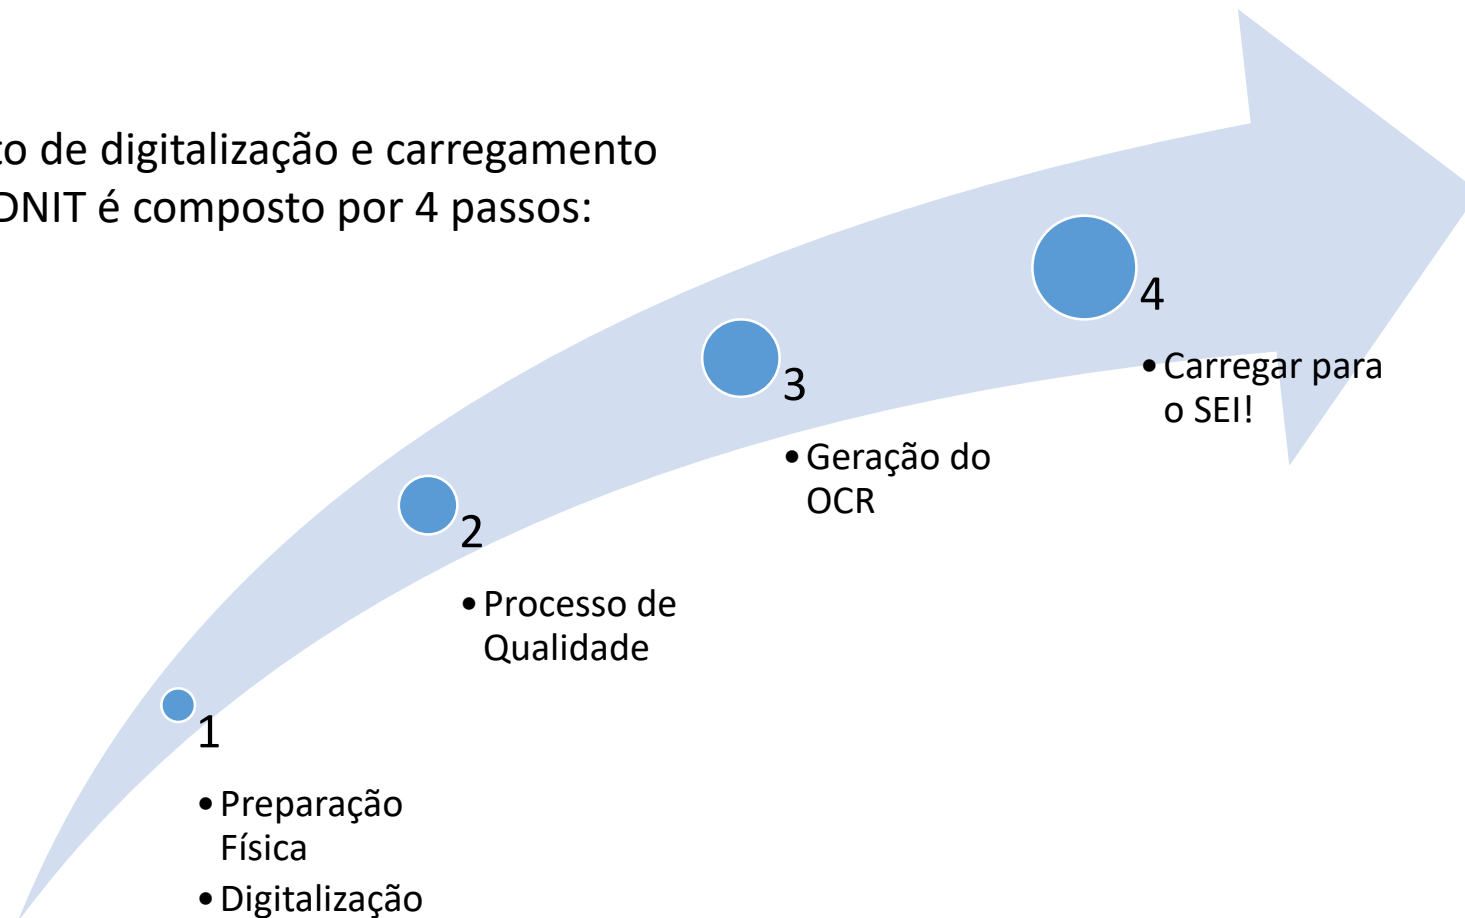 de digitalização e carregamento
DNIT é composto por 4 passos:
4
• Carregar para
o SEI!
3
• Geração do
OCR
2
• Processo de
Qualidade
1
• Preparação
Física
• Digitalização